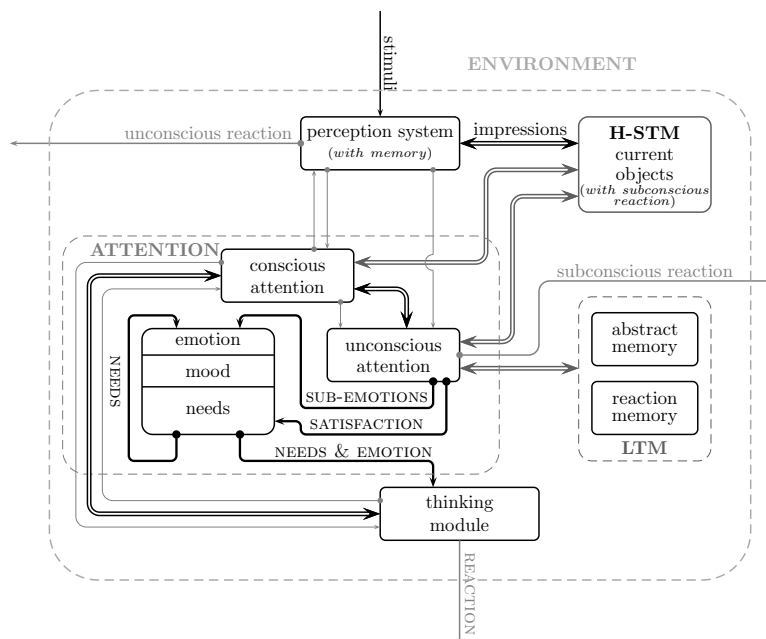 stimuli
ENVIRONMENT
unconscious reaction
perception system
(with memory)
impressions
H-STM
current
objects
(with subconscious
reaction)
ATTENTION
conscious
attention
subconscious reaction
emotion
mood
needs
NEEDS
unconscious
attention
SUB-EMOTIONS
SATISFACTION
NEEDS & EMOTION
abstract
memory
reaction
memory
LTM
thinking
module
REACTION